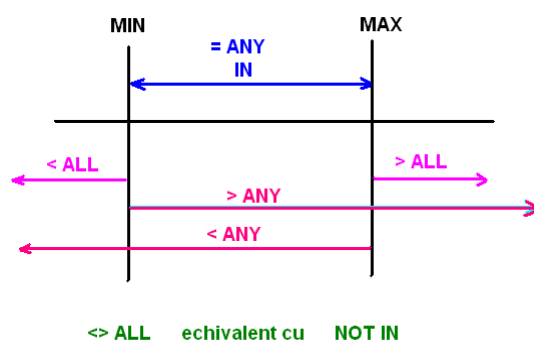 MIN MAX
= ANY
IN
< ALL > ALL
> ANY
< ANY
<> ALL echivalent cu NOT IN